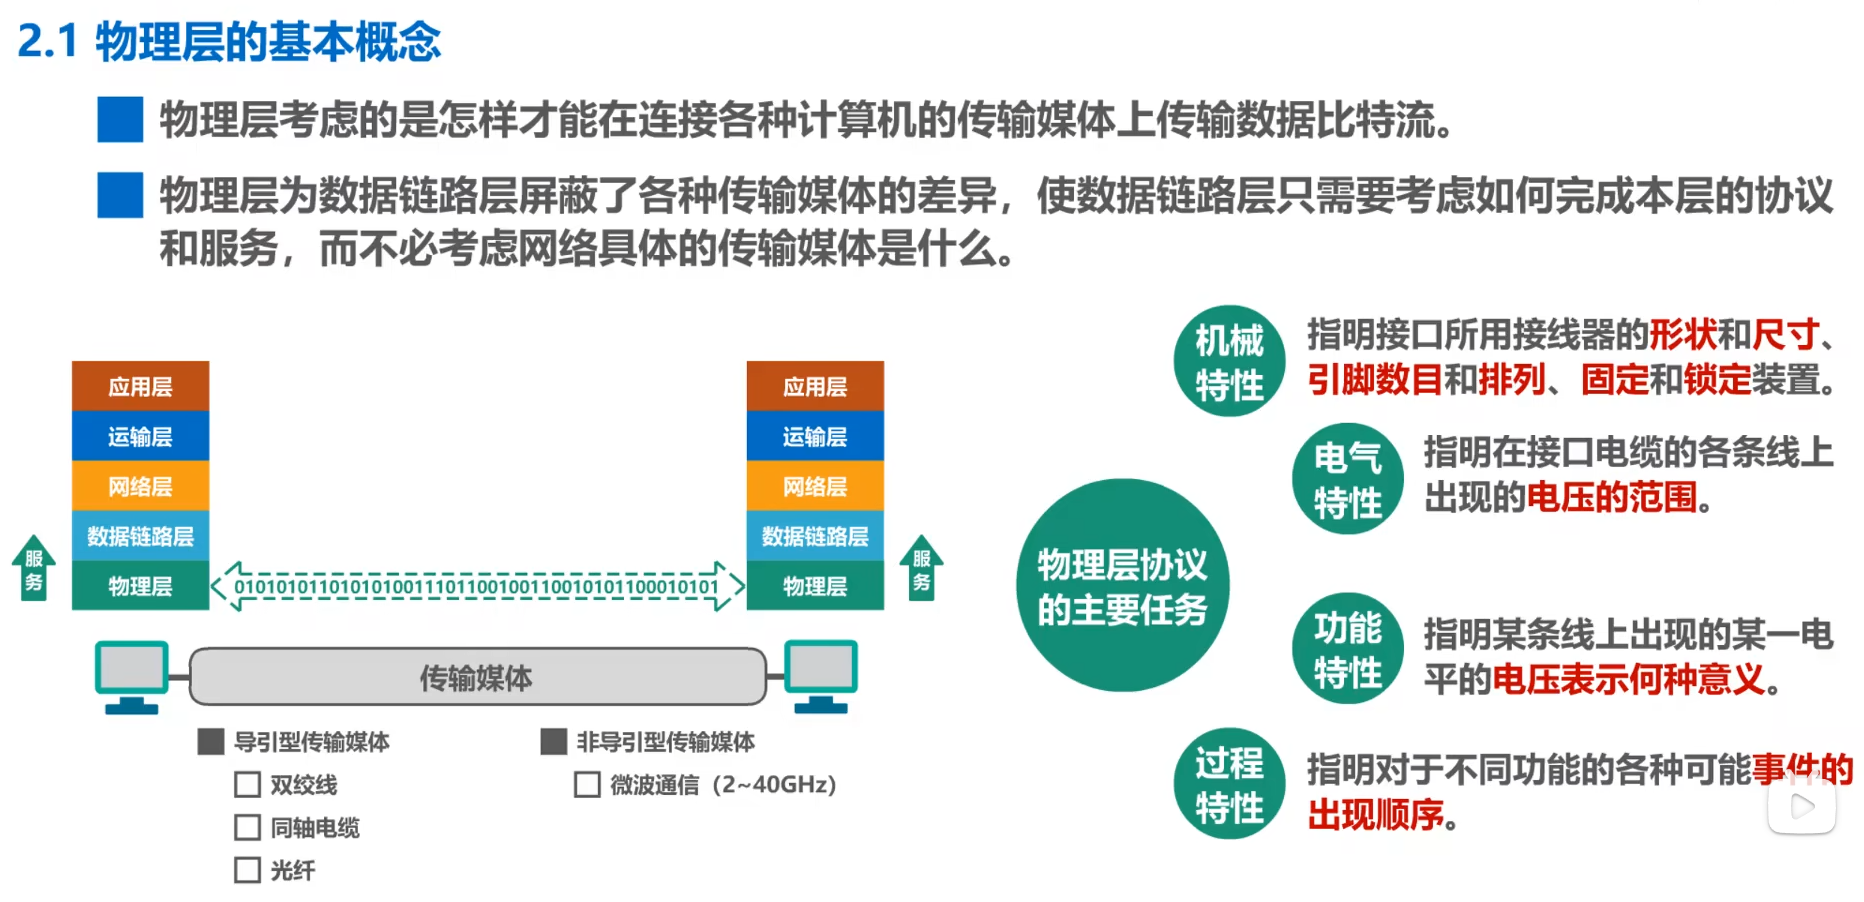 2.1 物理层的基本概念
物理层考虑的是怎样才能在连接各种计算机的传输媒体上传输数据比特流。
物理层为数据链路层屏蔽了各种传输媒体的差异，使数据链路层只需要考虑如何完成本层的协议
和服务，而不必考虑网络具体的传输媒体是什么。
应用层
运输层
网络层
数据链路层
物理层
服务
0101010110101010011101100100110010101100010101
应用层
运输层
网络层
数据链路层
物理层
服务
传输媒体
导引型传输媒体
双绞线
同轴电缆
光纤
非导引型传输媒体
微波通信（2~40GHz）
物理层协议
的主要任务
机械
特性
指明接口所用接线器的形状和尺寸、
引脚数目和排列、固定和锁定装置。
电气
特性
指明在接口电缆的各条线上
出现的电压的范围。
功能
特性
指明某条线上出现的某一电
平的电压表示何种意义。
过程
特性
指明对于不同功能的各种可能事件的
出现顺序。